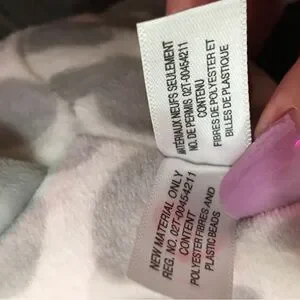 MATÉRIAUX NEUFS SEULEMENT
NO. DE PERMIS. 02T-00454211
CONTENU
FIBRES DE POLYESTER ET
BILLES DE PLASTIQUE
NEW MATERIAL ONLY
REG. NO. 02T-00454211
CONTENT
POLYESTER FIBRES AND
PLASTIC BEADS